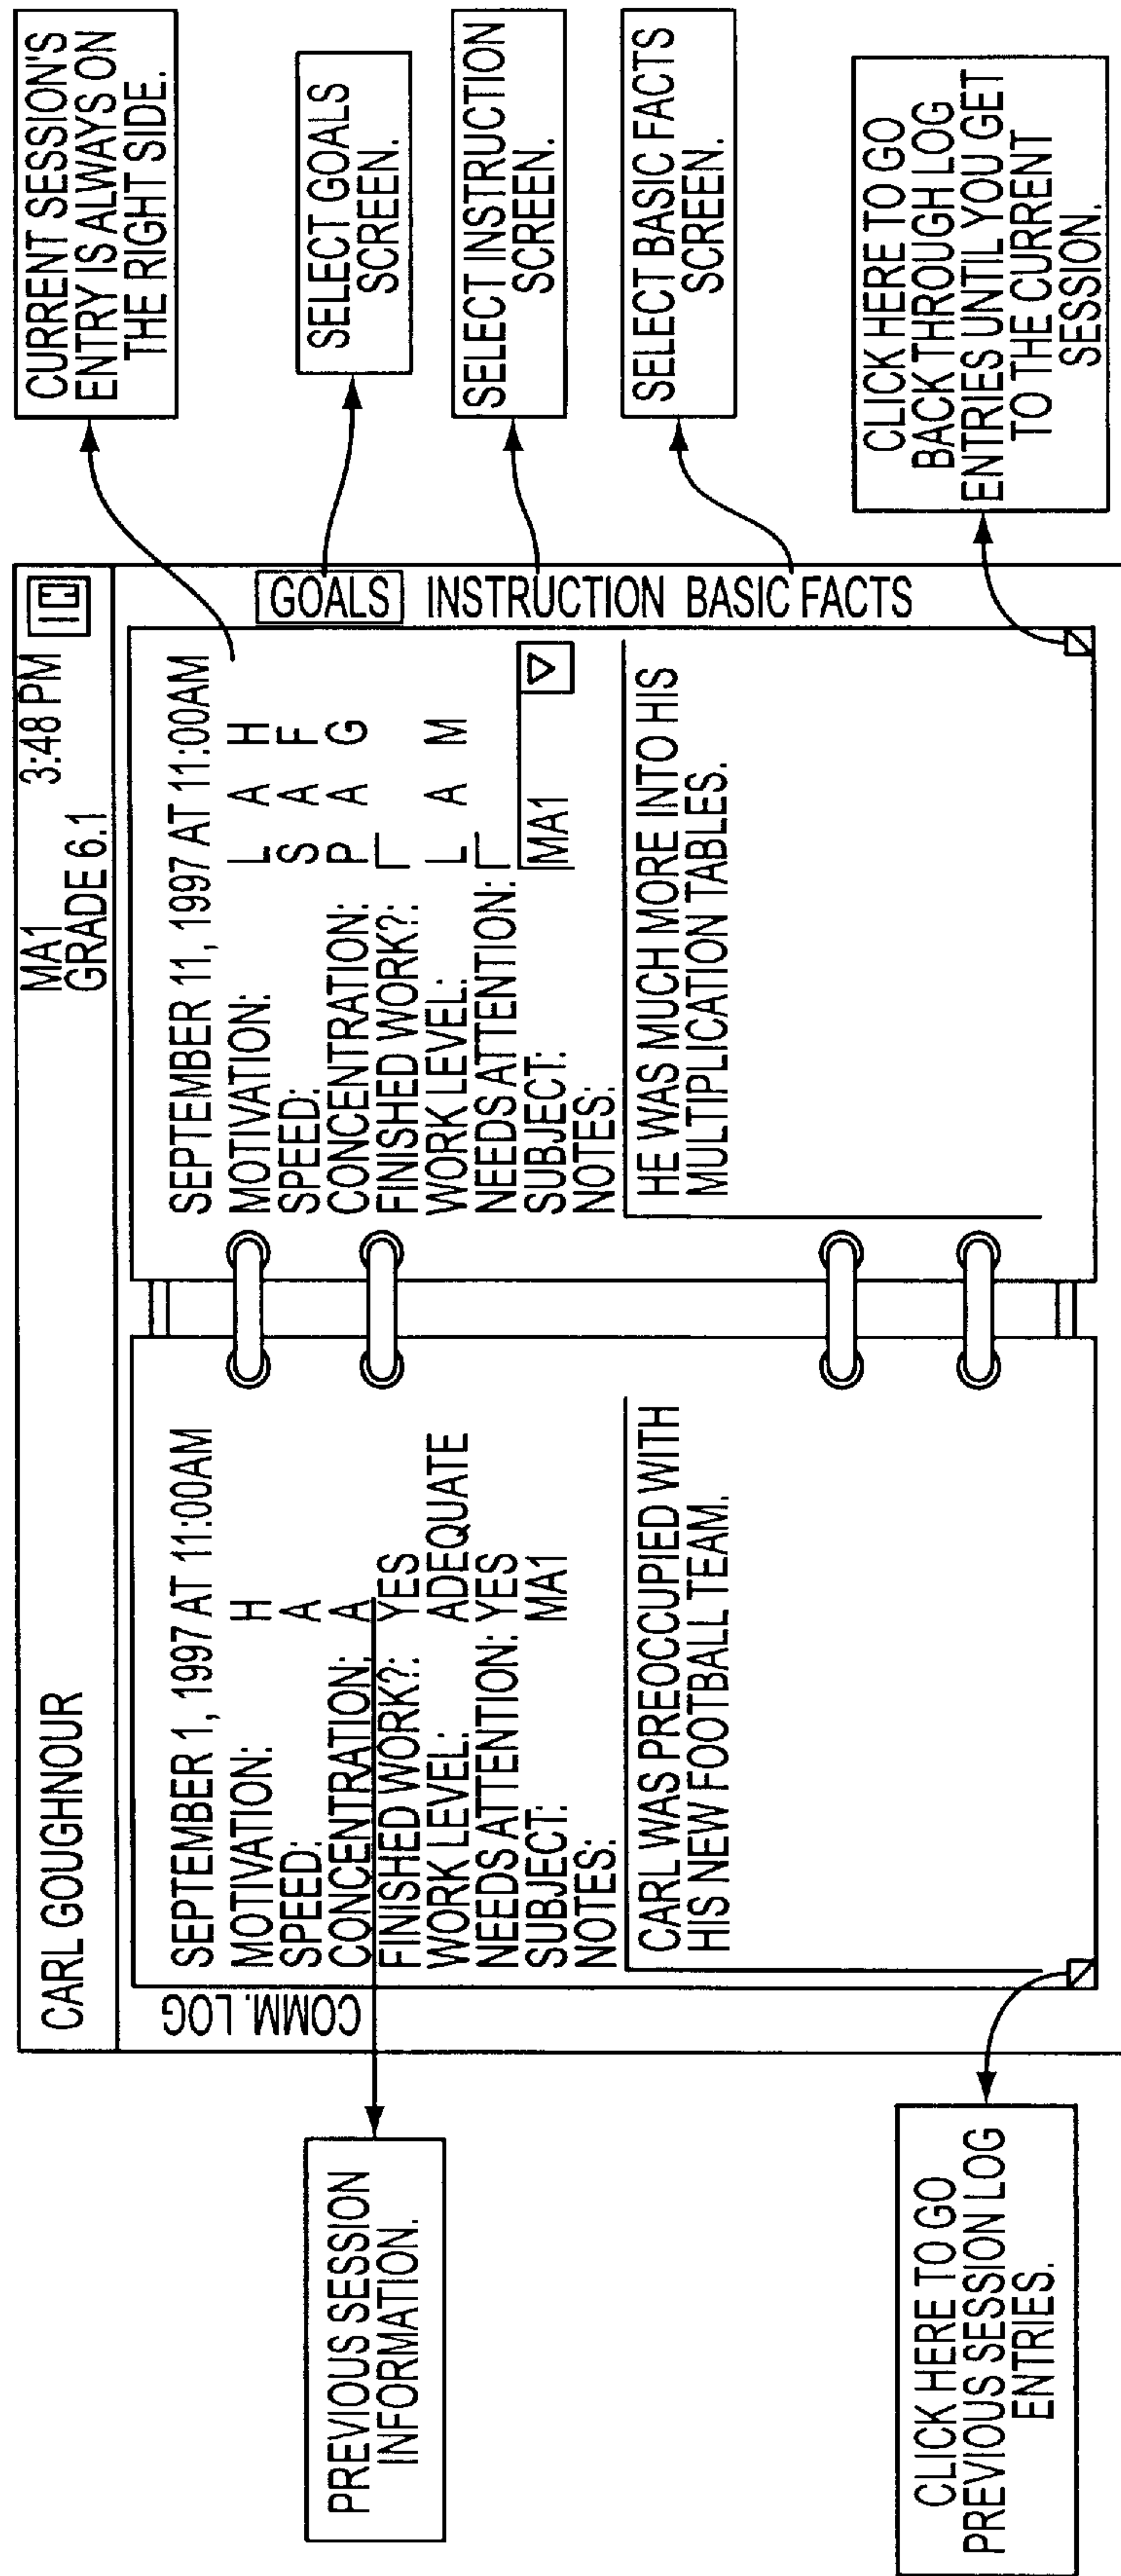 CARL GOUGHNOUR
MA1 3:48 PM
GRADE 6.1
COMM. LOG
SEPTEMBER 1, 1997 AT 11:00AM
MOTIVATION: H
SPEED: A
CONCENTRATION: A
FINISHED WORK?: YES
WORK LEVEL: ADEQUATE
NEEDS ATTENTION: YES
SUBJECT: MA1
NOTES:
CARL WAS PREOCCUPIED WITH
HIS NEW FOOTBALL TEAM.
SEPTEMBER 11, 1997 AT 11:00AM
MOTIVATION: L A H
SPEED: S A F
CONCENTRATION: P A G
FINISHED WORK?:
WORK LEVEL: L A M
NEEDS ATTENTION:
SUBJECT: MA1
NOTES:
HE WAS MUCH MORE INTO HIS
MULTIPLICATION TABLES.
GOALS
INSTRUCTION
BASIC FACTS
PREVIOUS SESSION
INFORMATION.
CLICK HERE TO GO
PREVIOUS SESSION LOG
ENTRIES.
CURRENT SESSION'S
ENTRY IS ALWAYS ON
THE RIGHT SIDE.
SELECT GOALS
SCREEN.
SELECT INSTRUCTION
SCREEN.
SELECT BASIC FACTS
SCREEN.
CLICK HERE TO GO
BACK THROUGH LOG
ENTRIES UNTIL YOU GET
TO THE CURRENT
SESSION.